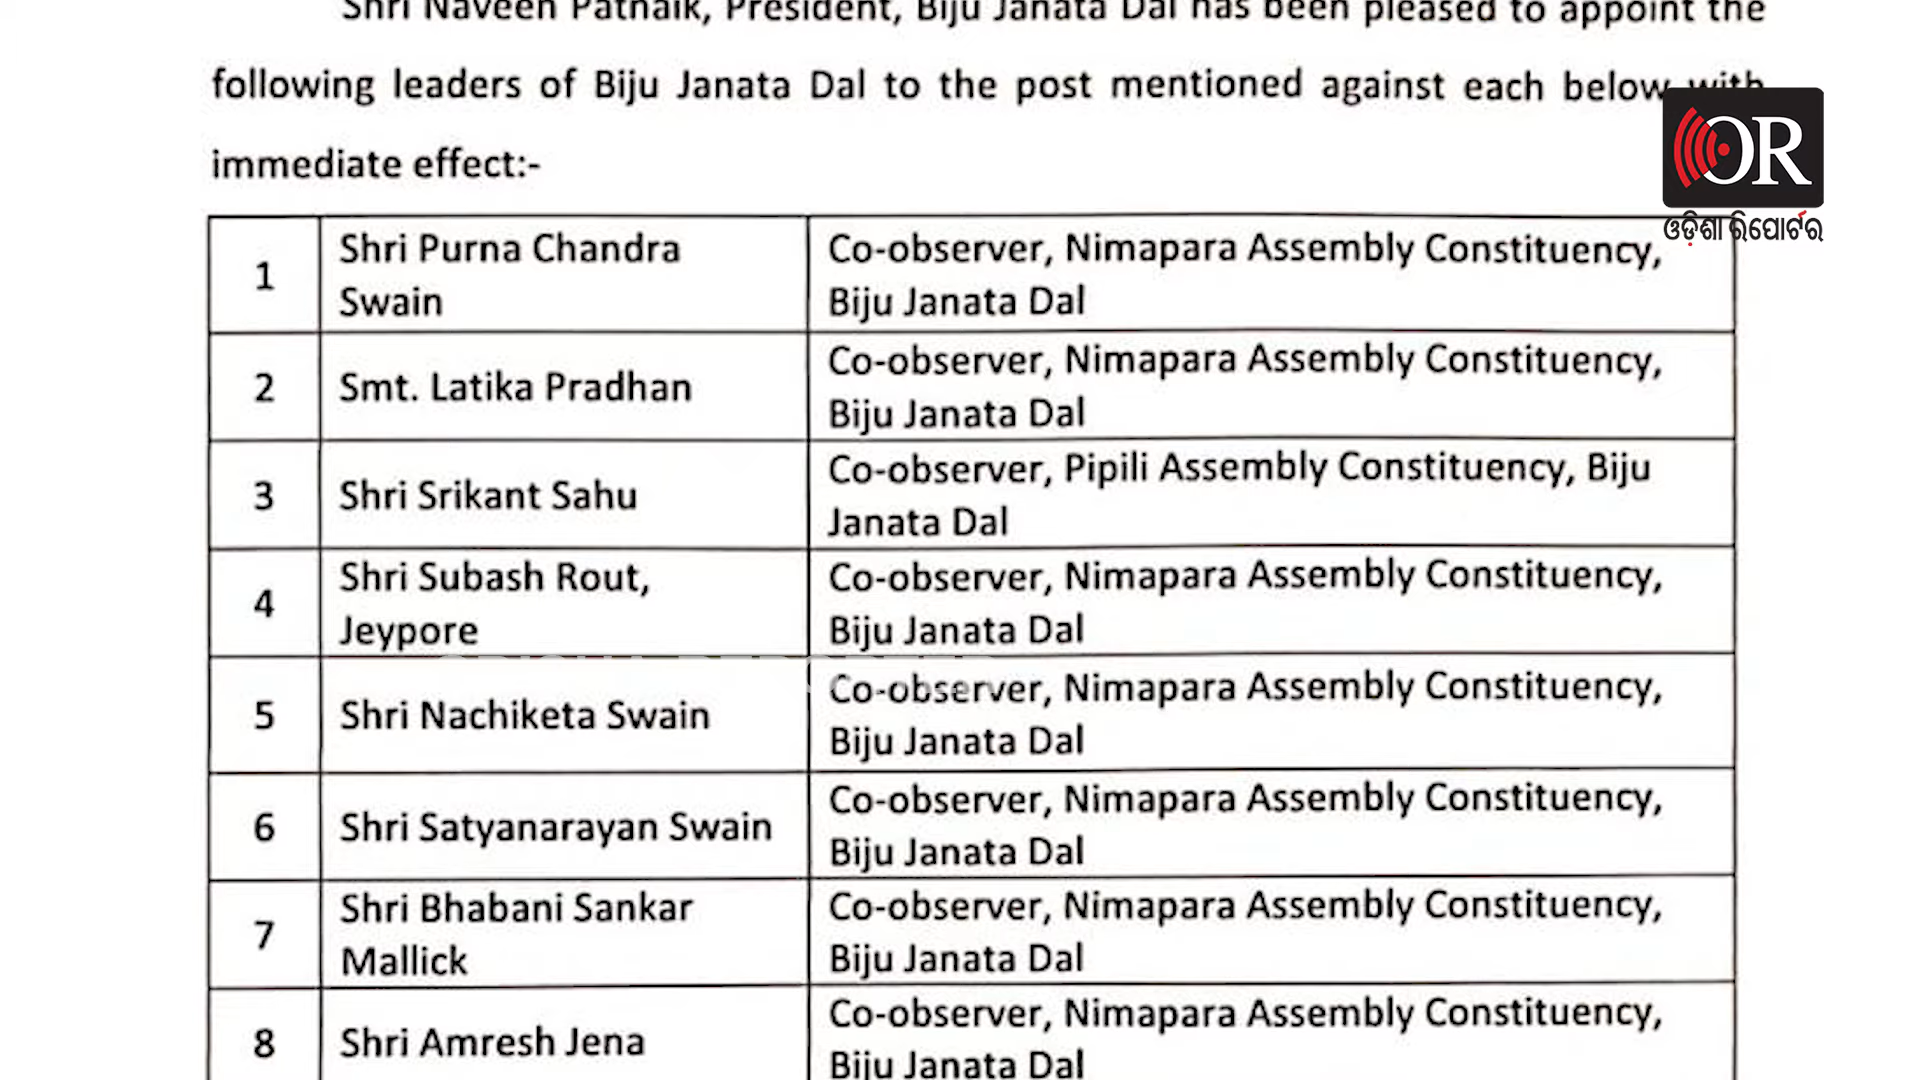 Shri Naveen Patnaik, President, Biju Janata Dal has been pleased to appoint the
following leaders of Biju Janata Dal to the post mentioned against each below with
immediate effect:-
OR
ଓଡ଼ିଶା ରିପୋର୍ଟର
1
Shri Purna Chandra
Swain
Co-observer, Nimapara Assembly Constituency,
Biju Janata Dal
2
Smt. Latika Pradhan
Co-observer, Nimapara Assembly Constituency,
Biju Janata Dal
3
Shri Srikant Sahu
Co-observer, Pipili Assembly Constituency, Biju
Janata Dal
4
Shri Subash Rout,
Jeypore
Co-observer, Nimapara Assembly Constituency,
Biju Janata Dal
5
Shri Nachiketa Swain
Co-observer, Nimapara Assembly Constituency,
Biju Janata Dal
6
Shri Satyanarayan Swain
Co-observer, Nimapara Assembly Constituency,
Biju Janata Dal
7
Shri Bhabani Sankar
Mallick
Co-observer, Nimapara Assembly Constituency,
Biju Janata Dal
8
Shri Amresh Jena
Co-observer, Nimapara Assembly Constituency,
Biju Janata Dal